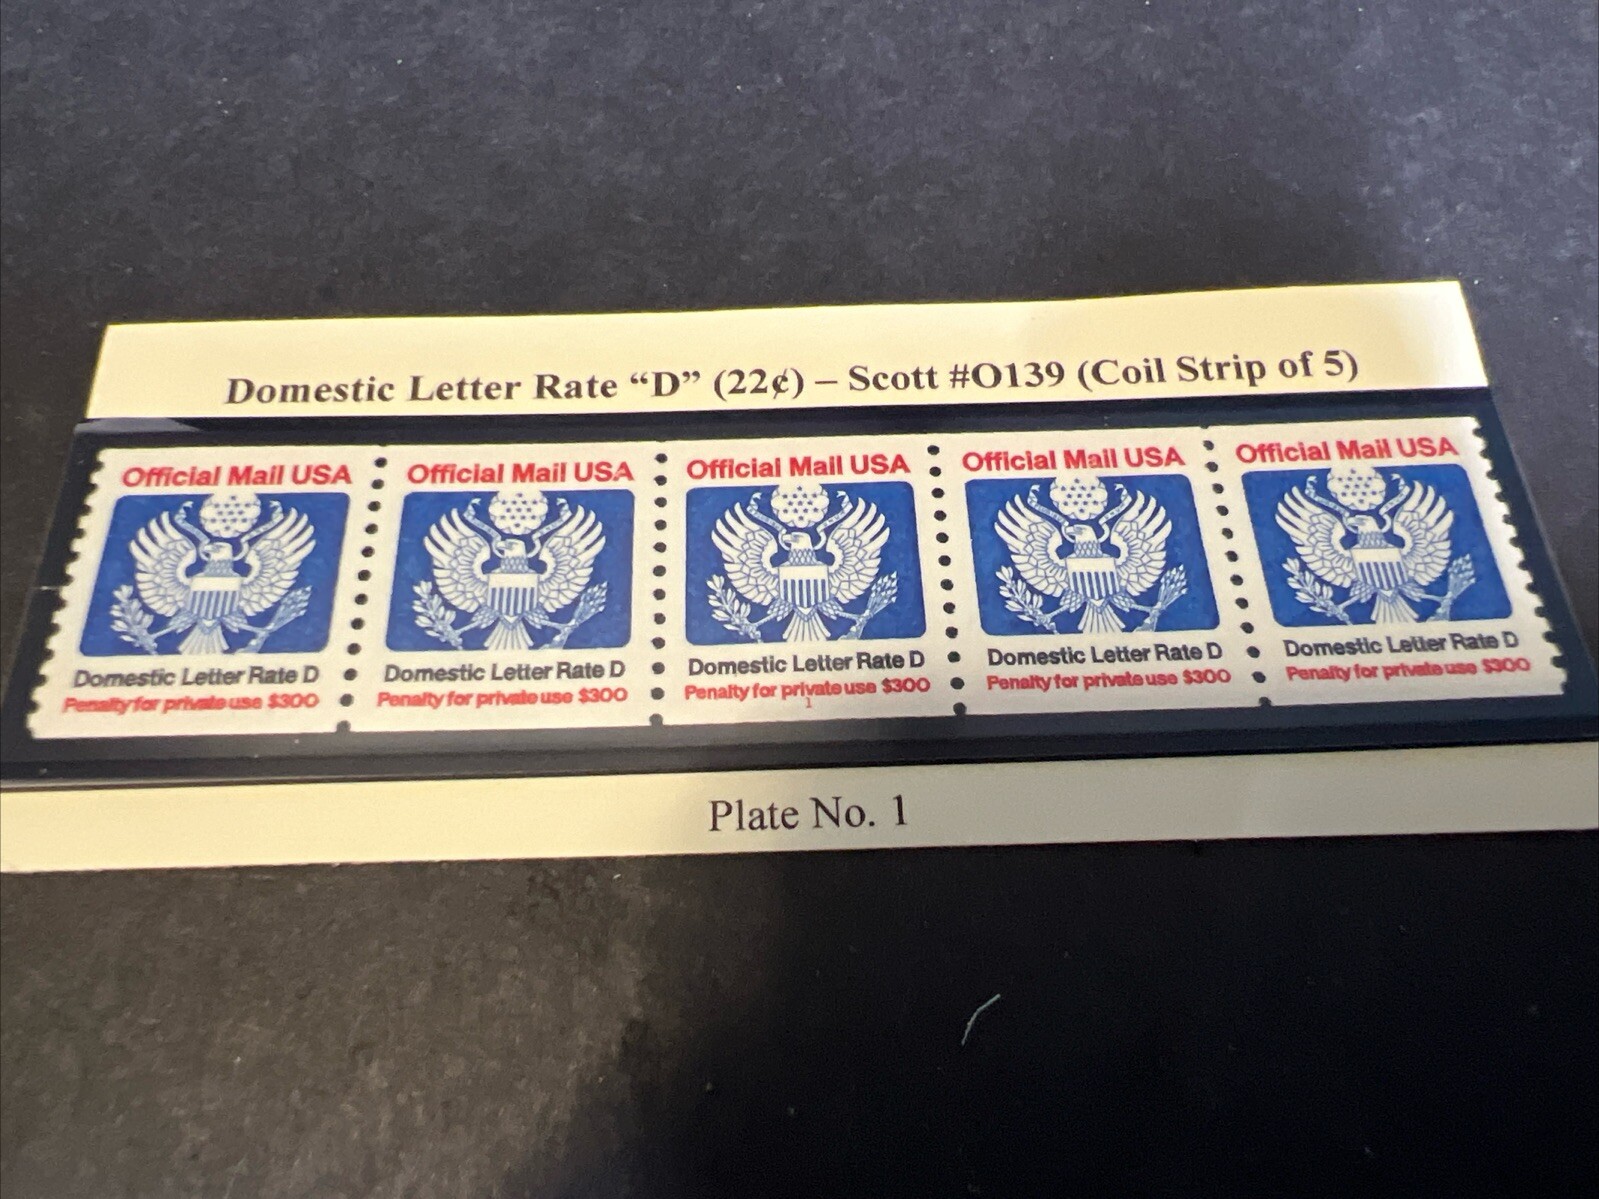 Domestic Letter Rate “D” (22¢) – Scott #O139 (Coil Strip of 5)
Official Mail USA
Domestic Letter Rate D
Penalty for private use $300
Official Mail USA
Domestic Letter Rate D
Penalty for private use $300
Official Mail USA
Domestic Letter Rate D
Penalty for private use $300
1
Official Mail USA
Domestic Letter Rate D
Penalty for private use $300
Official Mail USA
Domestic Letter Rate D
Penalty for private use $300
Plate No. 1